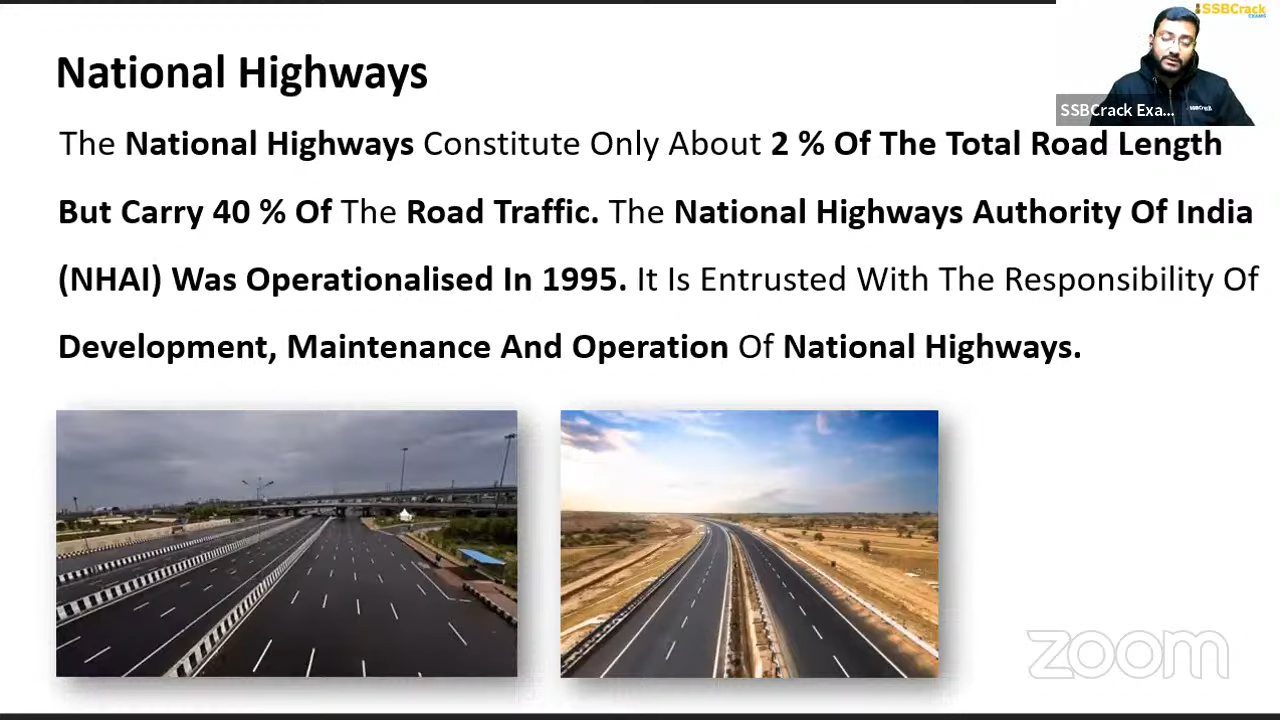 SSBCrack
EXAMS
National Highways
SSBCrack Exa...
The National Highways Constitute Only About 2 % Of The Total Road Length
But Carry 40 % Of The Road Traffic. The National Highways Authority Of India
(NHAI) Was Operationalised In 1995. It Is Entrusted With The Responsibility Of
Development, Maintenance And Operation Of National Highways.
zoom